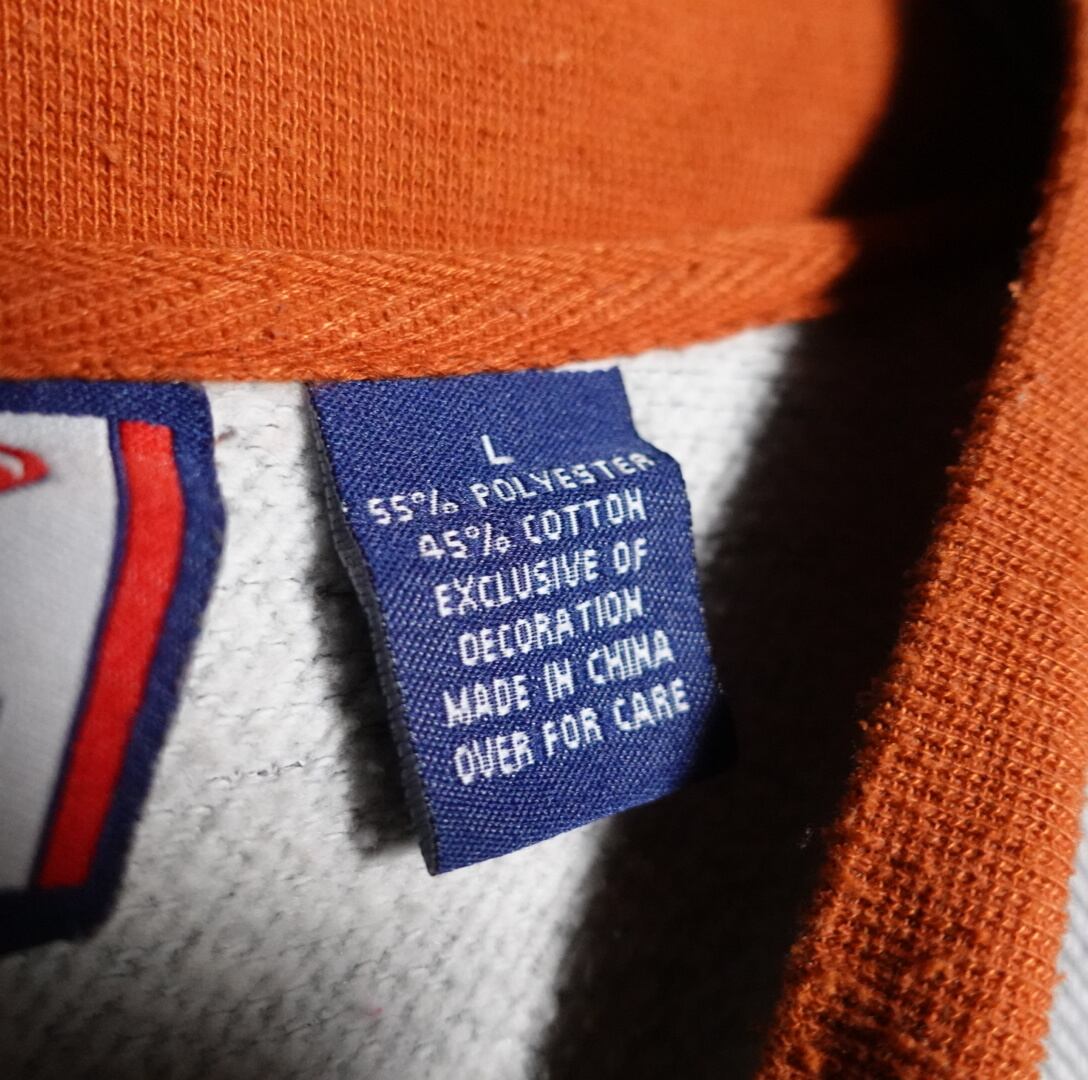 L
55% POLYESTER
45% COTTON
EXCLUSIVE OF
DECORATION
MADE IN CHINA
OVER FOR CARE